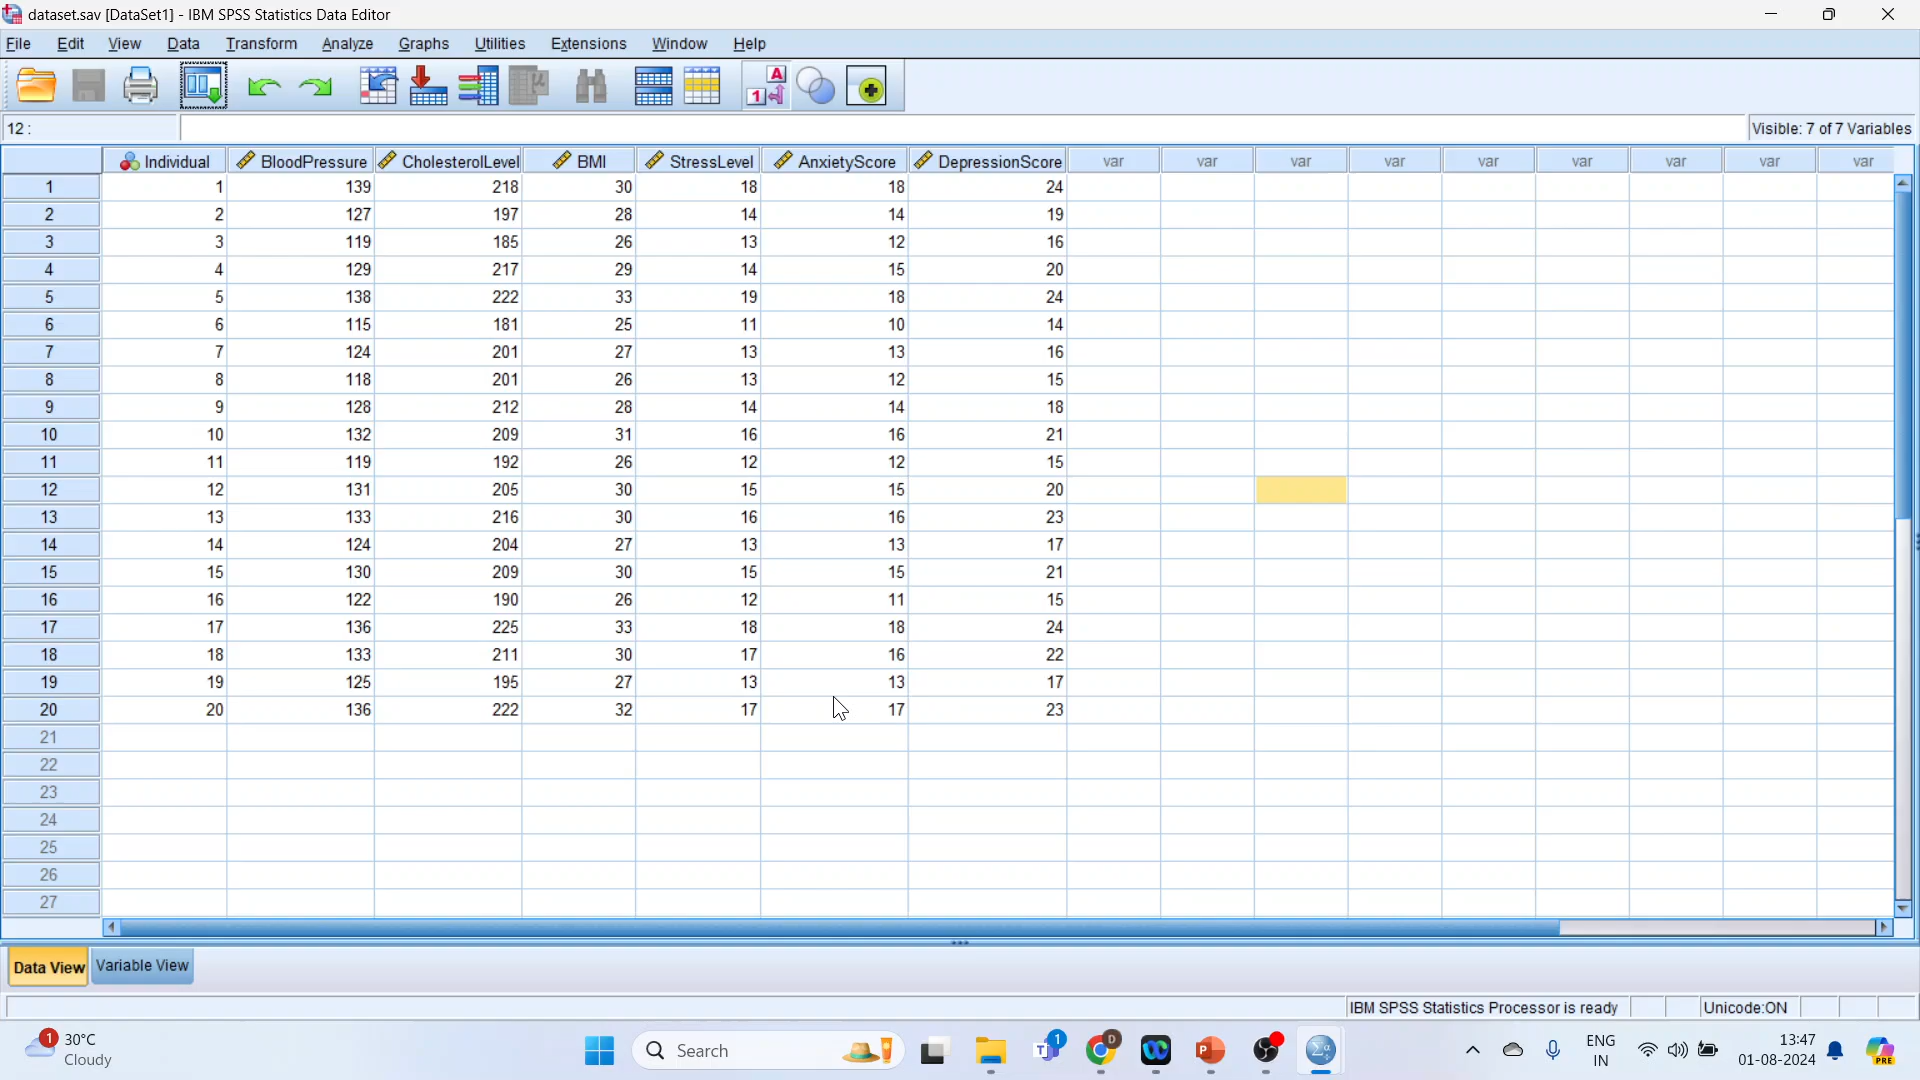 dataset.sav [DataSet1] - IBM SPSS Statistics Data Editor
File Edit View Data Transform Analyze Graphs Utilities Extensions Window Help
12 : Visible: 7 of 7 Variables
Individual BloodPressure CholesterolLevel BMI StressLevel AnxietyScore DepressionScore var var var var var var var var var
1 1 139 218 30 18 18 24
2 2 127 197 28 14 14 19
3 3 119 185 26 13 12 16
4 4 129 217 29 14 15 20
5 5 138 222 33 19 18 24
6 6 115 181 25 11 10 14
7 7 124 201 27 13 13 16
8 8 118 201 26 13 12 15
9 9 128 212 28 14 14 18
10 10 132 209 31 16 16 21
11 11 119 192 26 12 12 15
12 12 131 205 30 15 15 20
13 13 133 216 30 16 16 23
14 14 124 204 27 13 13 17
15 15 130 209 30 15 15 21
16 16 122 190 26 12 11 15
17 17 136 225 33 18 18 24
18 18 133 211 30 17 16 22
19 19 125 195 27 13 13 17
20 20 136 222 32 17 17 23
21
22
23
24
25
26
27
Data View Variable View
IBM SPSS Statistics Processor is ready Unicode:ON
1 30°C
Cloudy
Search
1
D
ENG
IN
13:47
01-08-2024
PRE